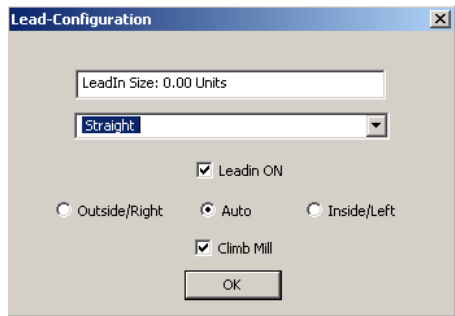 Lead-Configuration
LeadIn Size: 0.00 Units
Straight
Leadin ON
Outside/Right Auto Inside/Left
Climb Mill
OK